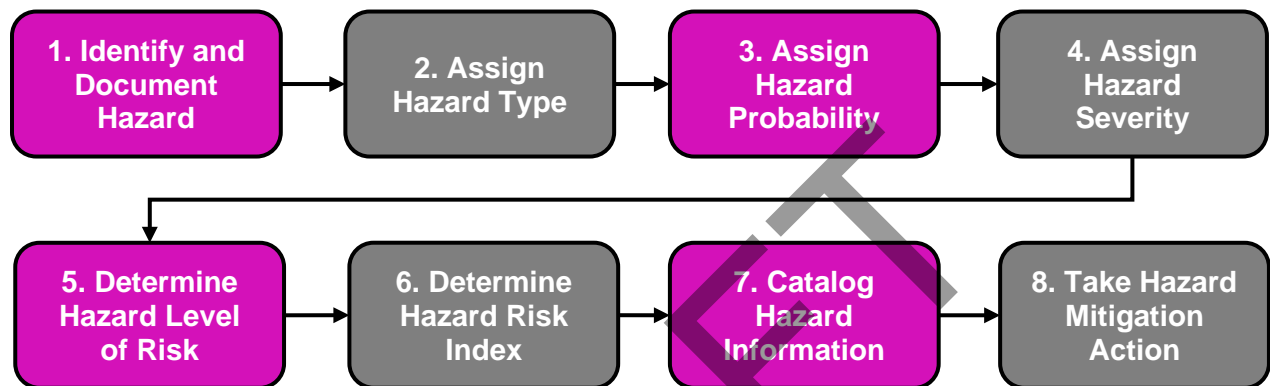 1. Identify and
Document
Hazard
2. Assign
Hazard Type
3. Assign
Hazard
Probability
4. Assign
Hazard
Severity
5. Determine
Hazard Level
of Risk
6. Determine
Hazard Risk
Index
7. Catalog
Hazard
Information
8. Take Hazard
Mitigation
Action